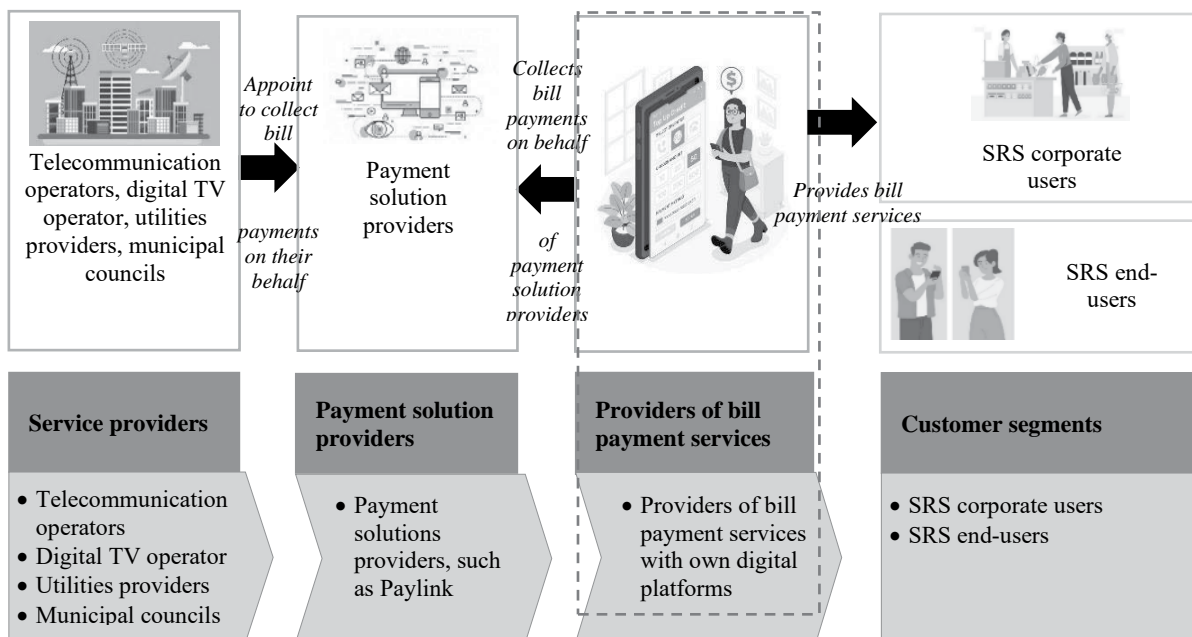 Telecommunication
operators, digital TV
operator, utilities
providers, municipal
councils
Appoint
to collect
bill
payments
on their
behalf
Payment
solution
providers
Collects
bill
payments
on behalf
of
payment
solution
providers
$
Provides bill
payment services
SRS corporate
users
SRS end-
users
Service providers
Payment solution
providers
Providers of bill
payment services
Customer segments
• Telecommunication
operators
• Digital TV operator
• Utilities providers
• Municipal councils
• Payment
solutions
providers, such
as Paylink
• Providers of bill
payment services
with own digital
platforms
• SRS corporate users
• SRS end-users